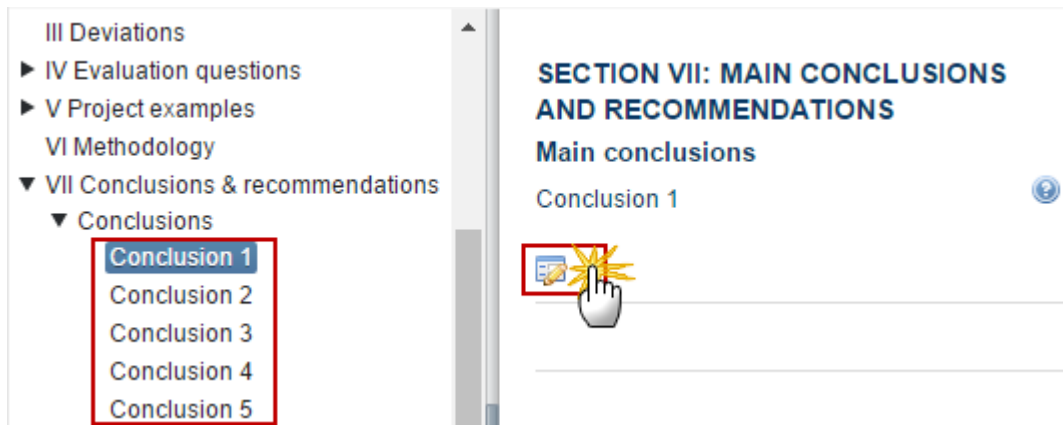 III Deviations
IV Evaluation questions
V Project examples
VI Methodology
VII Conclusions & recommendations
Conclusions
Conclusion 1
Conclusion 2
Conclusion 3
Conclusion 4
Conclusion 5
SECTION VII: MAIN CONCLUSIONS
AND RECOMMENDATIONS
Main conclusions
Conclusion 1